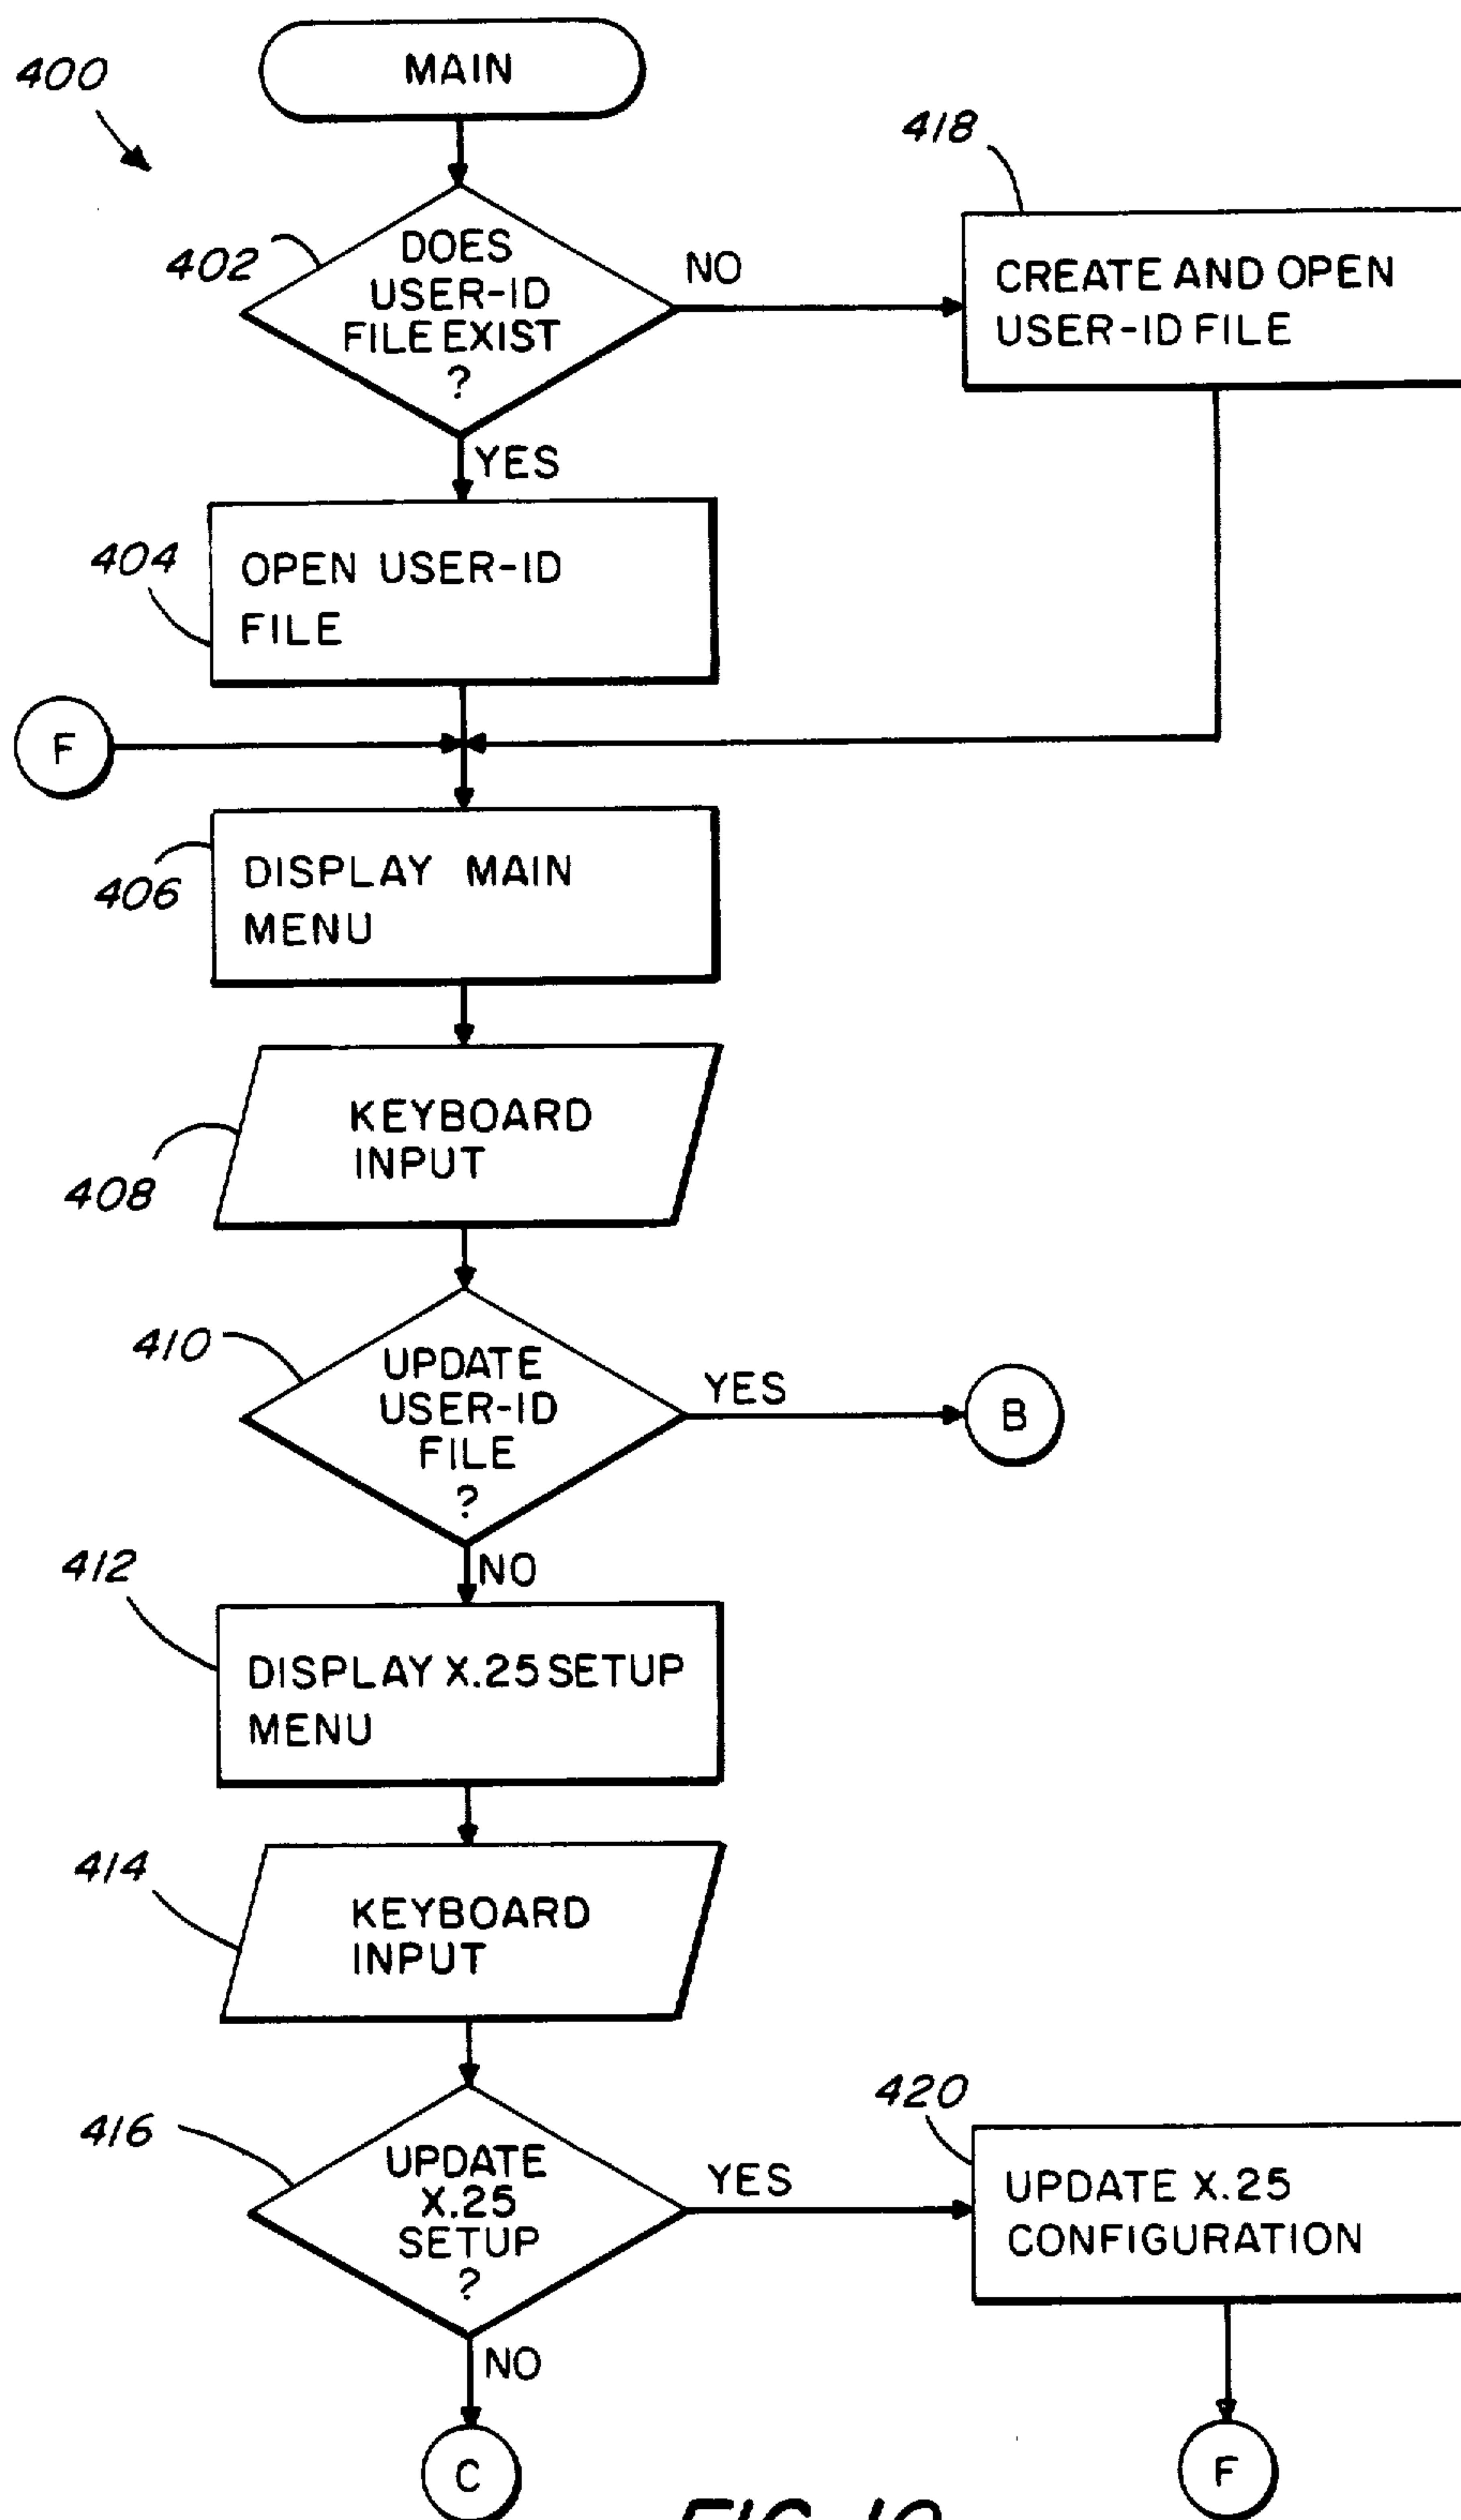 400
MAIN
418
402
DOES
USER-ID
FILE EXIST
?
NO
CREATE AND OPEN
USER-ID FILE
YES
404
OPEN USER-ID
FILE
F
406
DISPLAY MAIN
MENU
408
KEYBOARD
INPUT
410
UPDATE
USER-ID
FILE
?
YES
B
NO
412
DISPLAY X.25 SETUP
MENU
414
KEYBOARD
INPUT
416
UPDATE
X.25
SETUP
?
YES
420
UPDATE X.25
CONFIGURATION
NO
C
F